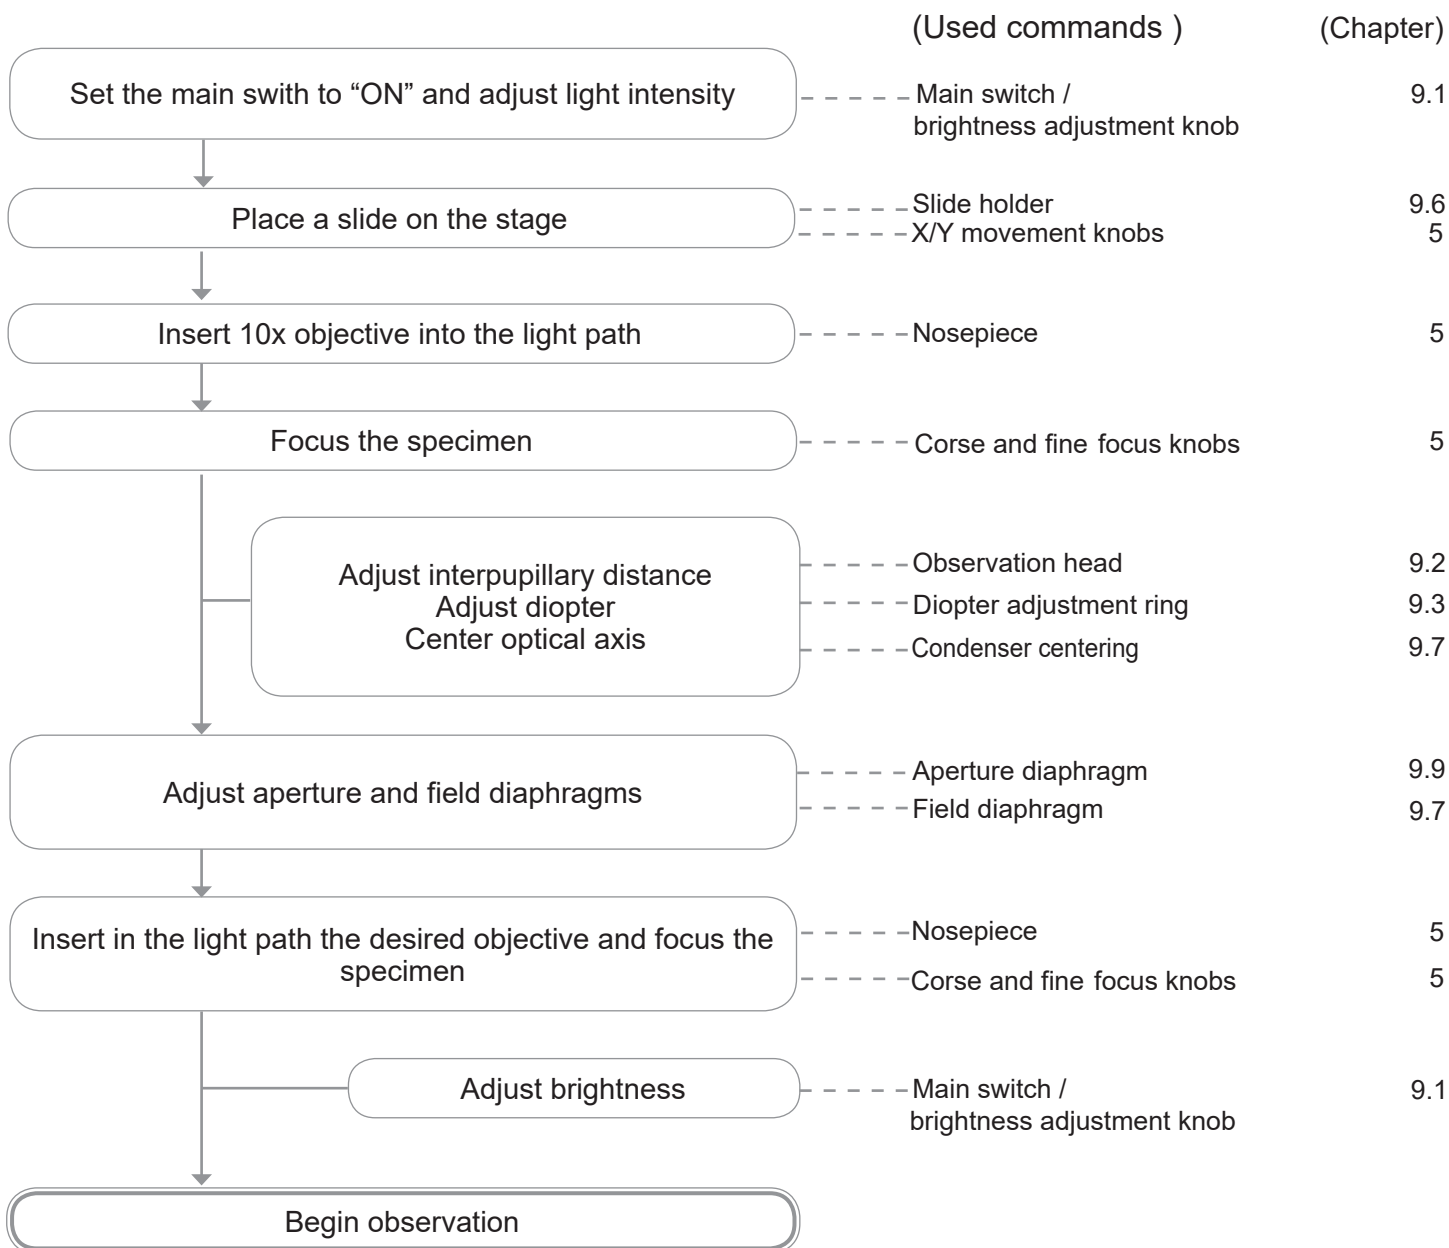 (Used commands ) (Chapter)
Set the main swith to “ON” and adjust light intensity
Main switch / 9.1
brightness adjustment knob
Place a slide on the stage
Slide holder 9.6
X/Y movement knobs 5
Insert 10x objective into the light path
Nosepiece 5
Focus the specimen
Corse and fine focus knobs 5
Adjust interpupillary distance
Adjust diopter
Center optical axis
Observation head 9.2
Diopter adjustment ring 9.3
Condenser centering 9.7
Adjust aperture and field diaphragms
Aperture diaphragm 9.9
Field diaphragm 9.7
Insert in the light path the desired objective and focus the
specimen
Nosepiece 5
Corse and fine focus knobs 5
Adjust brightness
Main switch / 9.1
brightness adjustment knob
Begin observation